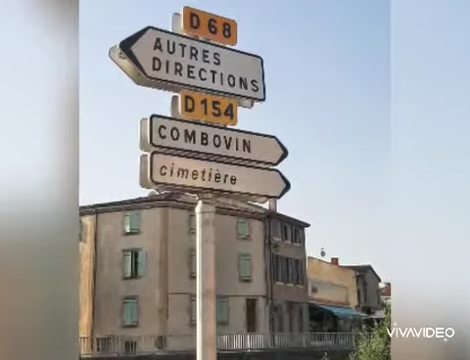 D 68
AUTRES
DIRECTIONS
D 154
COMBOVIN
cimetière
VIVAVIDEO